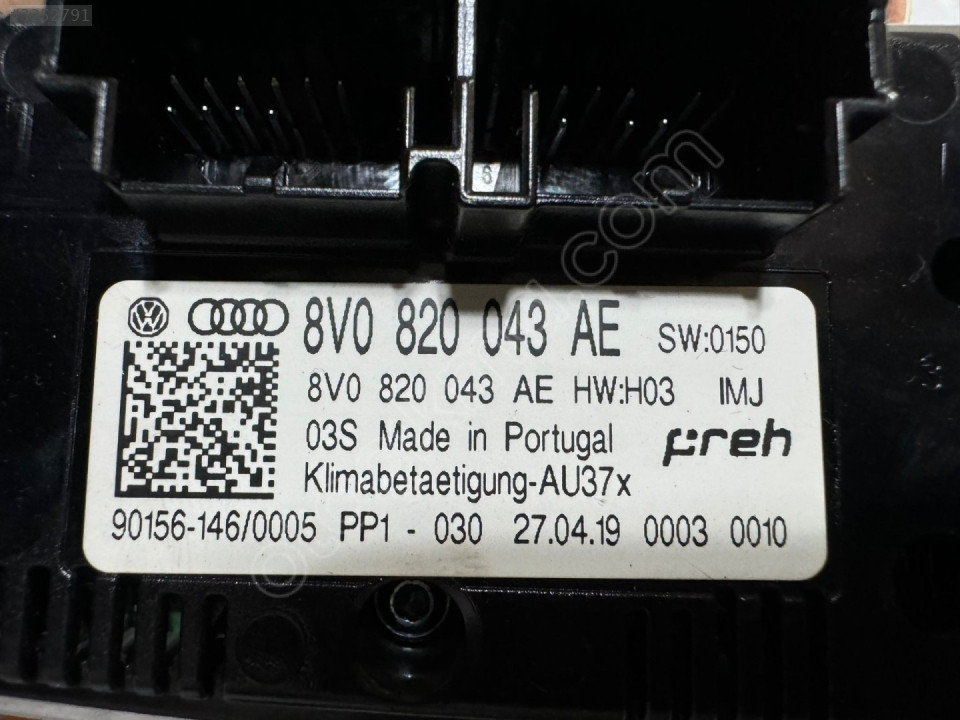 8V0 820 043 AE SW:0150
8V0 820 043 AE HW:H03 IMJ
03S Made in Portugal preh
Klimabetaetigung-AU37x
90156-146/0005 PP1 - 030 27.04.19 0003 0010